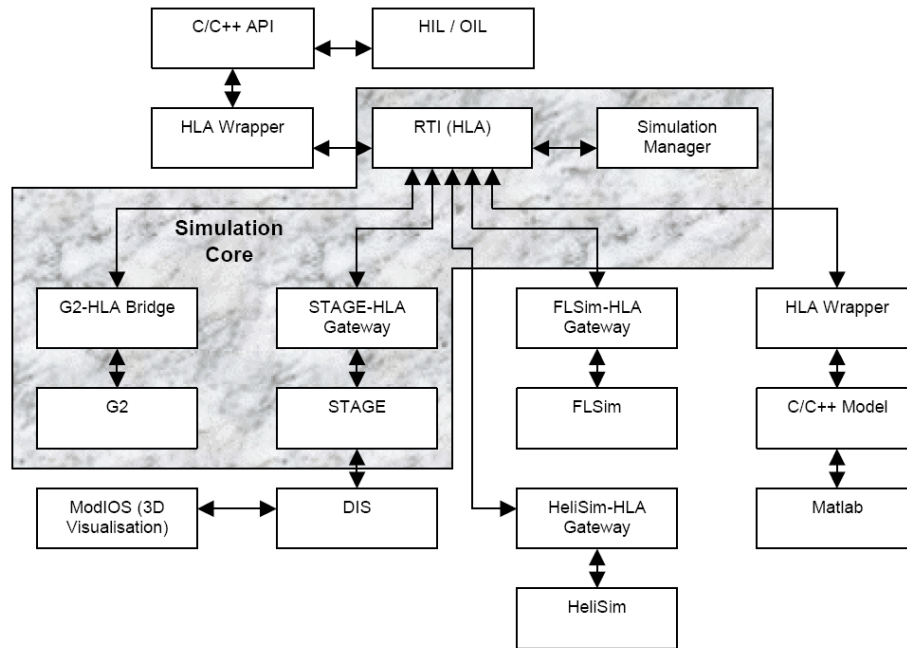 C/C++ API
HIL / OIL
HLA Wrapper
RTI (HLA)
Simulation
Manager
Simulation
Core
G2-HLA Bridge
STAGE-HLA
Gateway
FLSim-HLA
Gateway
HLA Wrapper
G2
STAGE
FLSim
C/C++ Model
ModIOS (3D
Visualisation)
DIS
HeliSim-HLA
Gateway
Matlab
HeliSim